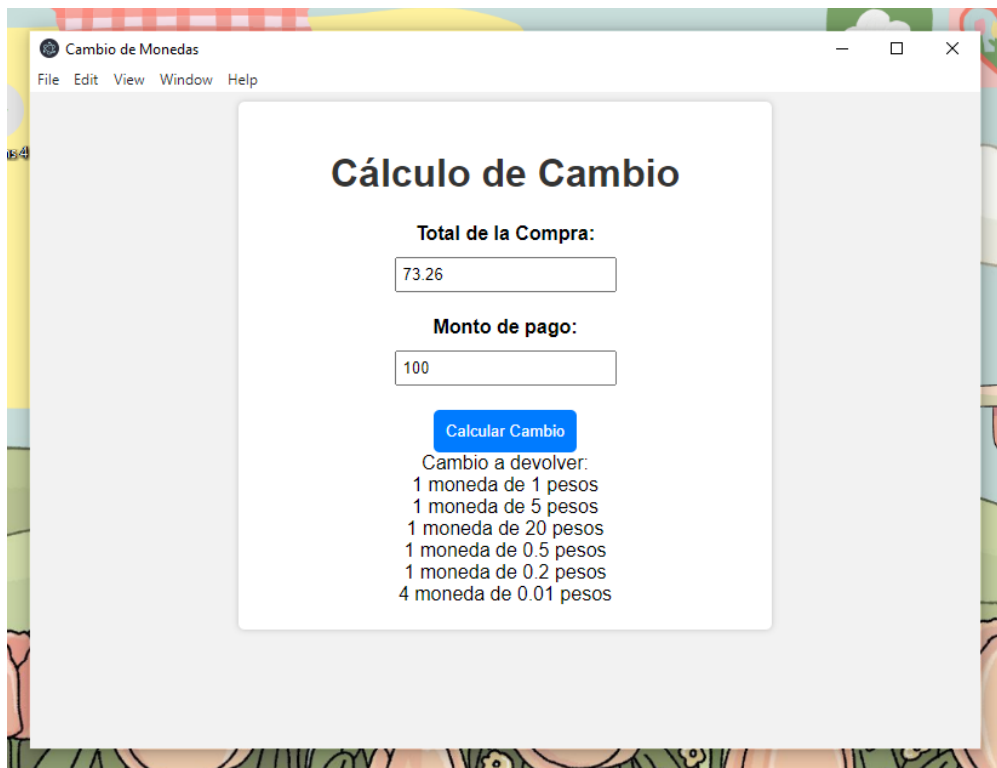 Cambio de Monedas
File Edit View Window Help
Cálculo de Cambio
Total de la Compra:
73.26
Monto de pago:
100
Calcular Cambio
Cambio a devolver:
1 moneda de 1 pesos
1 moneda de 5 pesos
1 moneda de 20 pesos
1 moneda de 0.5 pesos
1 moneda de 0.2 pesos
4 moneda de 0.01 pesos